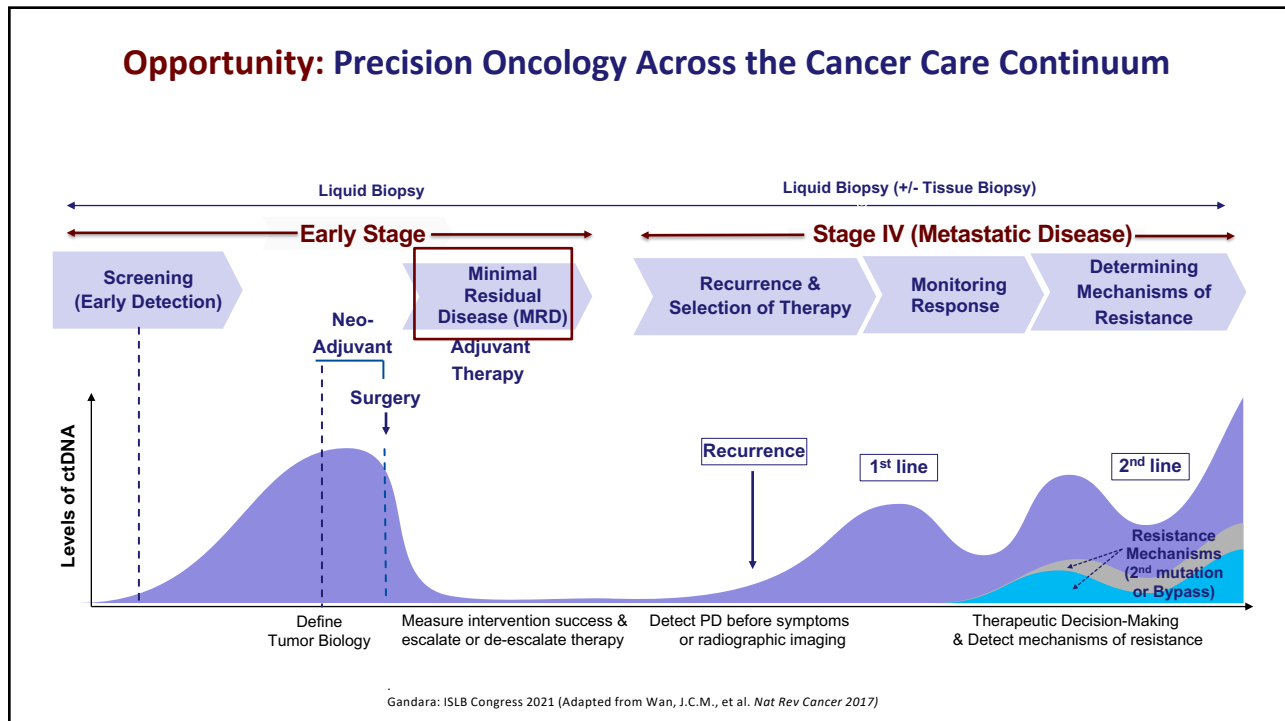 Opportunity: Precision Oncology Across the Cancer Care Continuum
Liquid Biopsy
Liquid Biopsy (+/- Tissue Biopsy)
Early Stage
Stage IV (Metastatic Disease)
Screening
(Early Detection)
Neo-
Adjuvant
Surgery
Minimal
Residual
Disease (MRD)
Adjuvant
Therapy
Recurrence &
Selection of Therapy
Monitoring
Response
Determining
Mechanisms of
Resistance
Levels of ctDNA
Recurrence
1st line
2nd line
Resistance
Mechanisms
(2nd mutation
or Bypass)
Define
Tumor Biology
Measure intervention success &
escalate or de-escalate therapy
Detect PD before symptoms
or radiographic imaging
Therapeutic Decision-Making
& Detect mechanisms of resistance
.
Gandara: ISLB Congress 2021 (Adapted from Wan, J.C.M., et al. Nat Rev Cancer 2017)